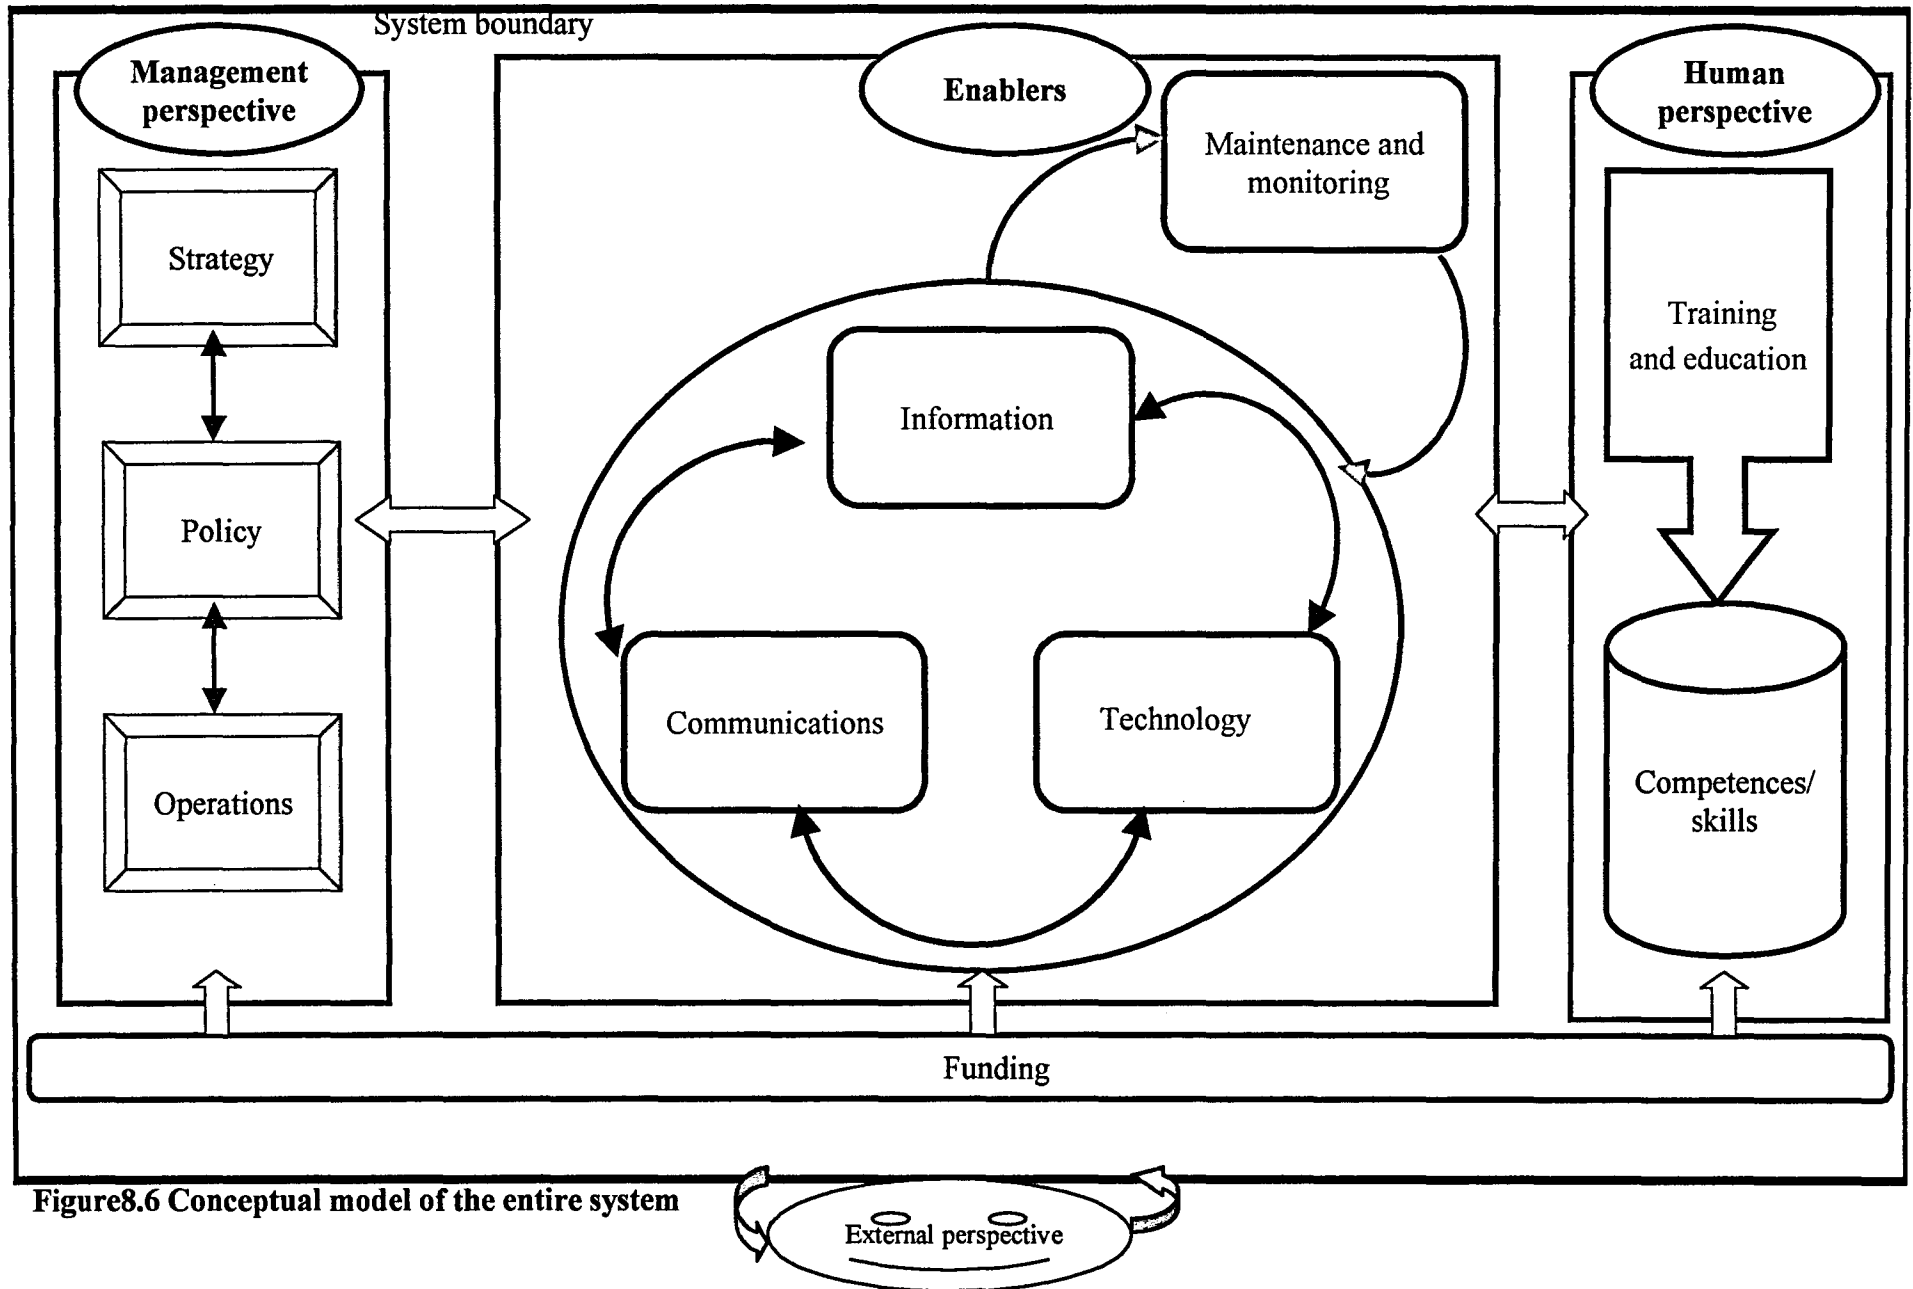 System boundary
Management
perspective
Strategy
Policy
Operations
Enablers
Maintenance and
monitoring
Information
Communications
Technology
Human
perspective
Training
and education
Competences/
skills
Funding
Figure8.6 Conceptual model of the entire system
External perspective